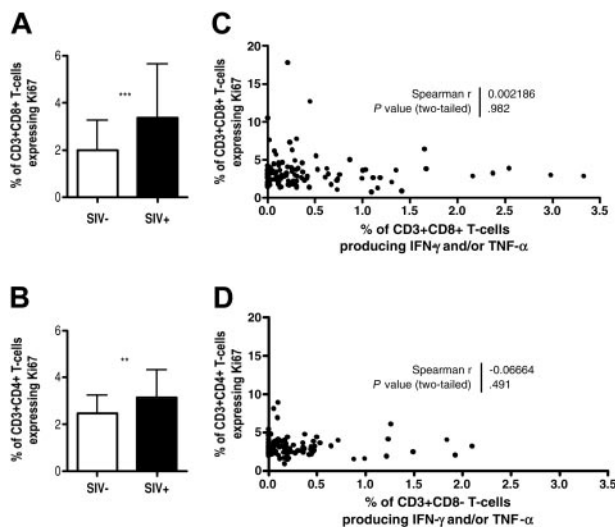 A
% of CD3+CD8+ T-cells
expressing Ki67
6
4
2
0
***
SIV-
SIV+
C
% of CD3+CD8+ T-cells
expressing Ki67
20
15
10
5
0
Spearman r 0.002186
P value (two-tailed) .982
0.0 0.5 1.0 1.5 2.0 2.5 3.0 3.5
% of CD3+CD8+ T-cells
producing IFN-γ and/or TNF-α
B
% of CD3+CD4+ T-cells
expressing Ki67
6
4
2
0
**
SIV-
SIV+
D
% of CD3+CD4+ T-cells
expressing Ki67
20
15
10
5
0
Spearman r -0.06664
P value (two-tailed) .491
0.0 0.5 1.0 1.5 2.0 2.5 3.0 3.5
% of CD3+CD8- T-cells
producing IFN-γ and/or TNF-α